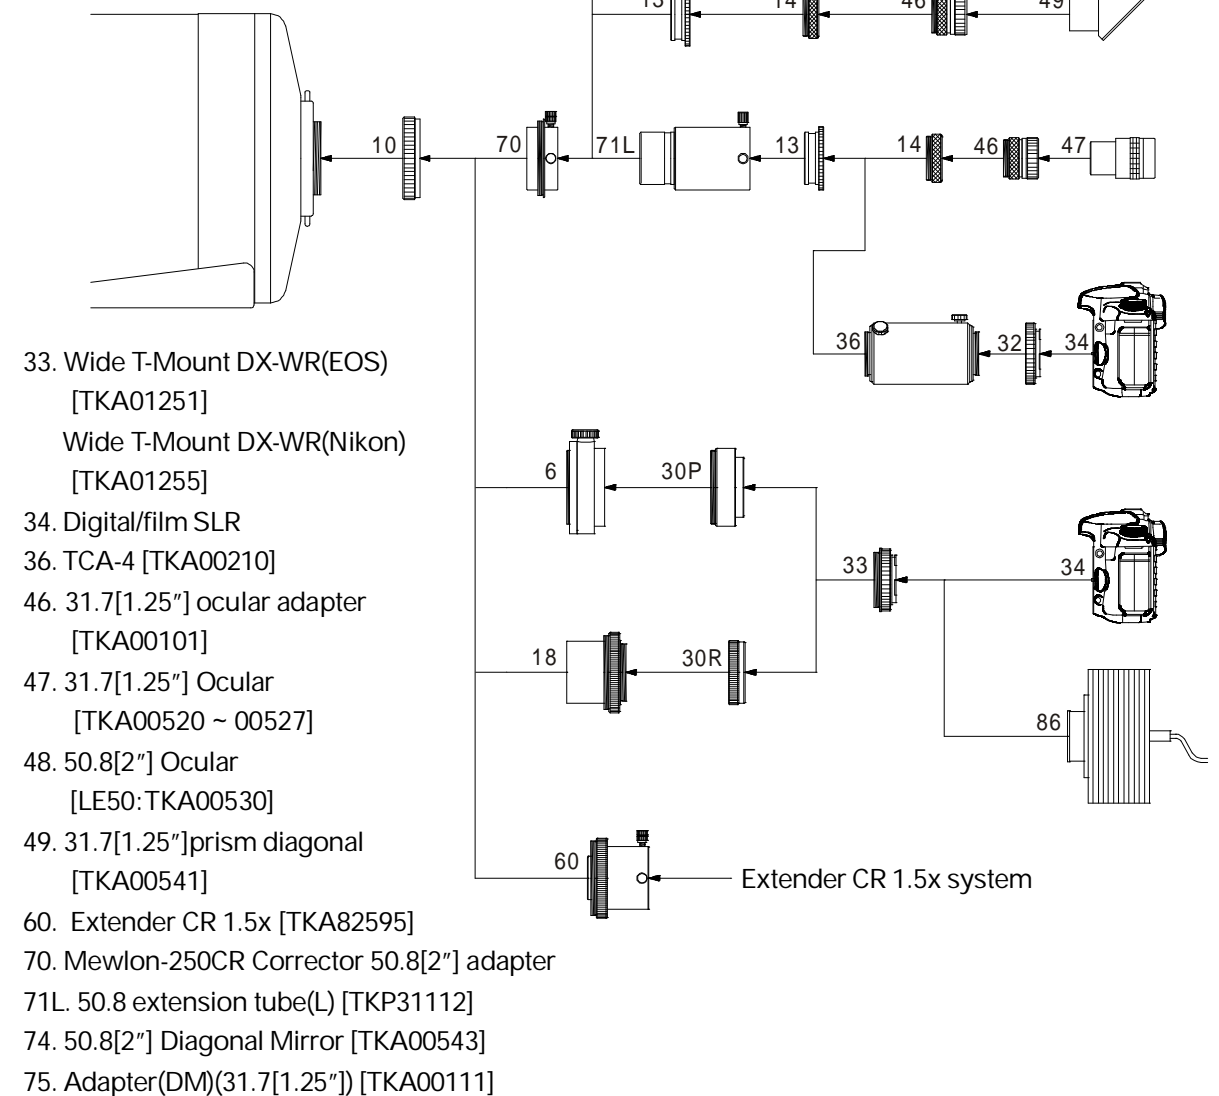 13 14 46 49
10 70 71L 13 14 46 47
36 32 34
33. Wide T-Mount DX-WR(EOS)
[TKA01251]
Wide T-Mount DX-WR(Nikon)
[TKA01255]
6 30P
34. Digital/film SLR
36. TCA-4 [TKA00210]
33 34
46. 31.7[1.25″] ocular adapter
[TKA00101]
18 30R
47. 31.7[1.25″] Ocular
[TKA00520 ~ 00527]
86
48. 50.8[2″] Ocular
[LE50:TKA00530]
49. 31.7[1.25″]prism diagonal
[TKA00541]
60 Extender CR 1.5x system
60. Extender CR 1.5x [TKA82595]
70. Mewlon-250CR Corrector 50.8[2″] adapter
71L. 50.8 extension tube(L) [TKP31112]
74. 50.8[2″] Diagonal Mirror [TKA00543]
75. Adapter(DM)(31.7[1.25″]) [TKA00111]